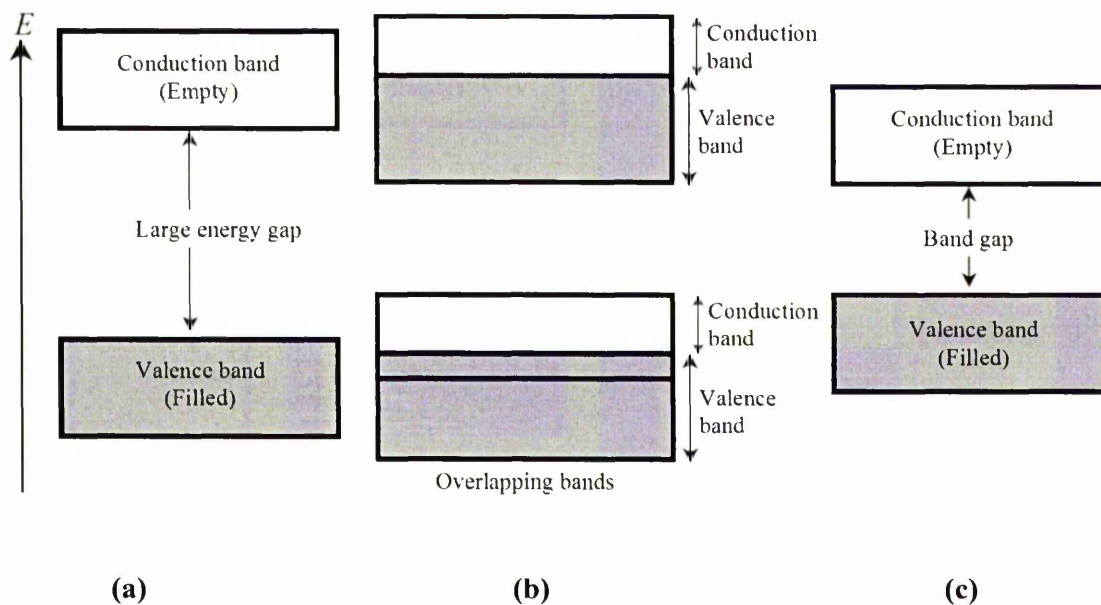 E
Conduction band
(Empty)
Large energy gap
Valence band
(Filled)
Conduction
band
Valence
band
Conduction
band
Valence
band
Overlapping bands
Conduction band
(Empty)
Band gap
Valence band
(Filled)
(a)
(b)
(c)